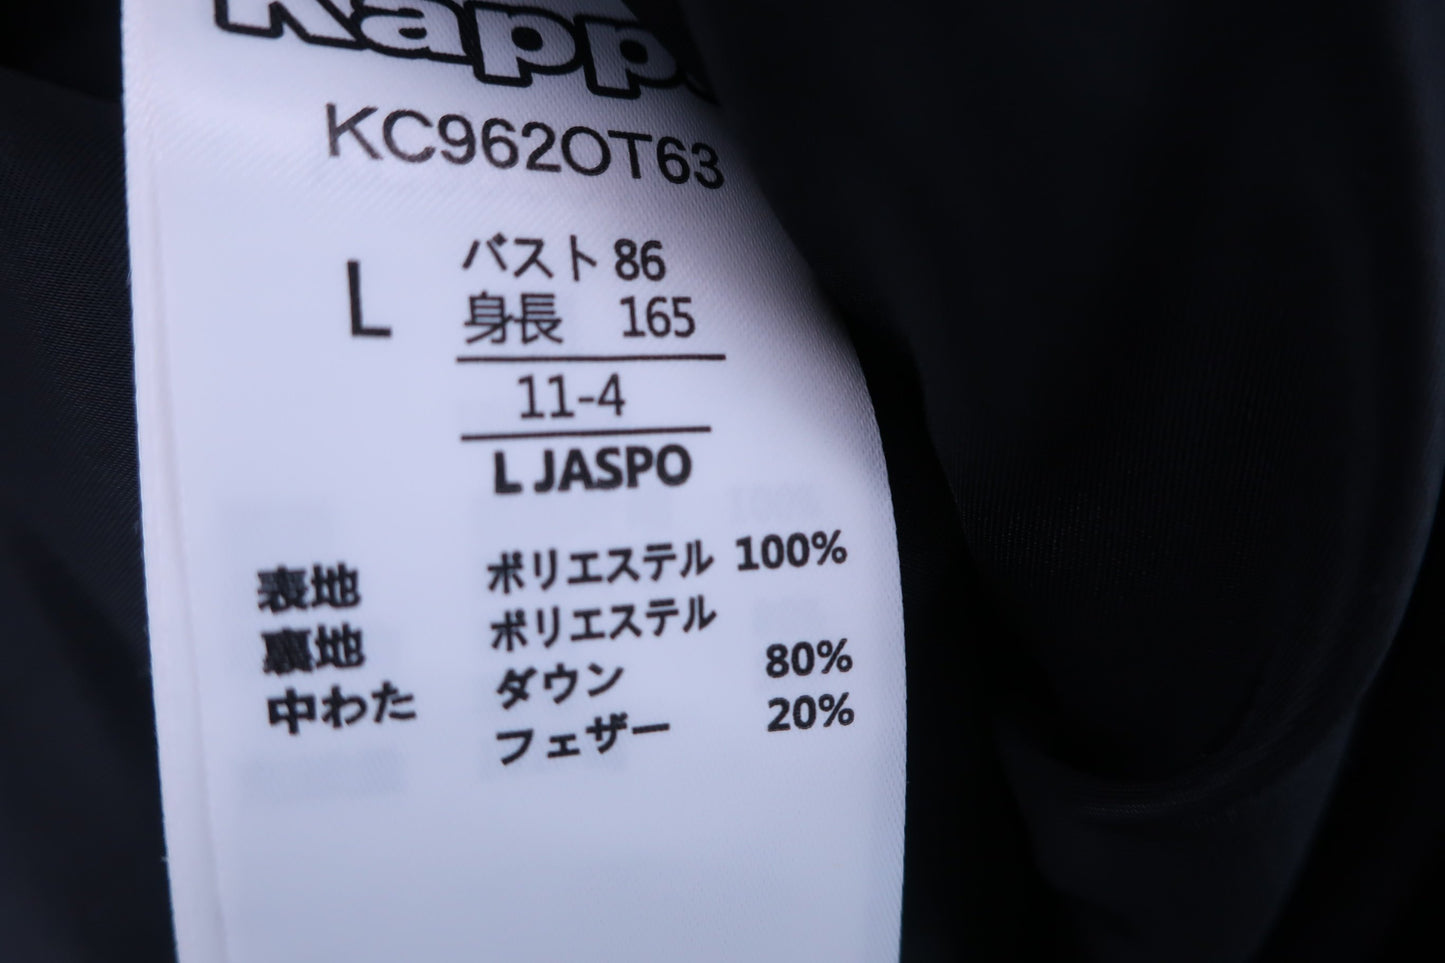 Kappa
KC962OT63
L
バスト 86
身長 165
11-4
L JASPO
表地 ポリエステル 100%
裏地 ポリエステル
中わた ダウン 80%
フェザー 20%